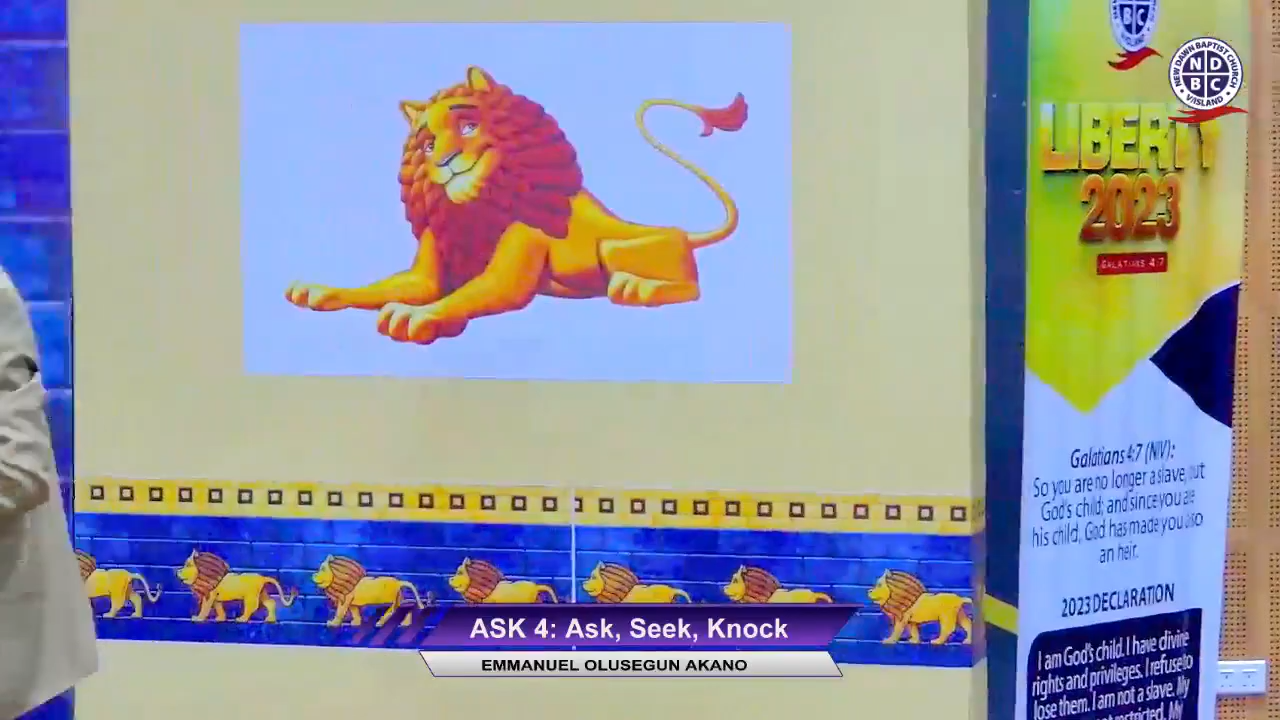 NEW DAWN BAPTIST CHURCH
N D
B C
V/ISLAND
B C
LIBERTY
2023
GALATIANS 4:7
Galatians 4:7 (NIV):
So you are no longer a slave, but
God's child; and since you are
his child, God has made you also
an heir.
2023 DECLARATION
I am God's child. I have divine
rights and privileges. I refuse to
lose them. I am not a slave. My
restricted. My
ASK 4: Ask, Seek, Knock
EMMANUEL OLUSEGUN AKANO